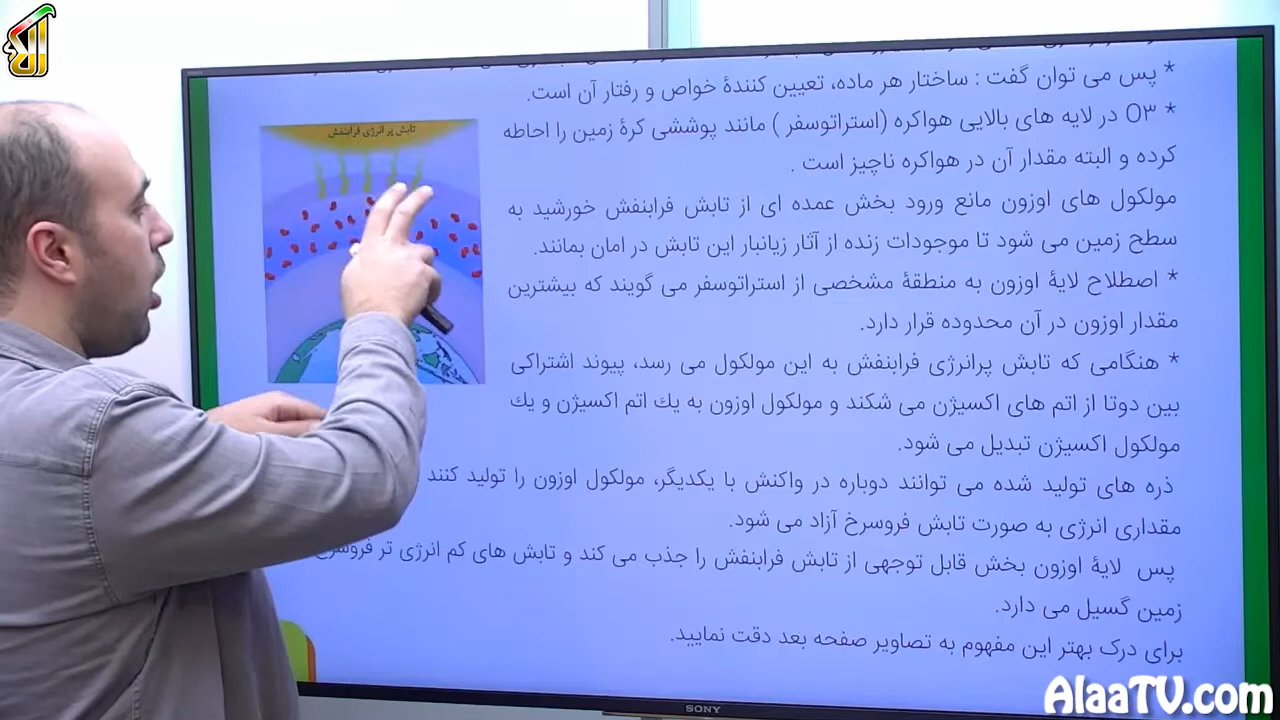 * پس می توان گفت : ساختار هر ماده، تعیین کنندهٔ خواص و رفتار آن است.
* O۳ در لایه های بالایی هواکره (استراتوسفر ) مانند پوششی کرهٔ زمین را احاطه
کرده و البته مقدار آن در هواکره ناچیز است .
مولکول های اوزون مانع ورود بخش عمده ای از تابش فرابنفش خورشید به
سطح زمین می شود تا موجودات زنده از آثار زیانبار این تابش در امان بمانند.
* اصطلاح لایهٔ اوزون به منطقهٔ مشخصی از استراتوسفر می گویند که بیشترین
مقدار اوزون در آن محدوده قرار دارد.
* هنگامی که تابش پرانرژی فرابنفش به این مولکول می رسد، پیوند اشتراکی
بین دوتا از اتم های اکسیژن می شکند و مولکول اوزون به یك اتم اکسیژن و یك
مولکول اکسیژن تبدیل می شود.
ذره های تولید شده می توانند دوباره در واکنش با یکدیگر، مولکول اوزون را تولید کنند
مقداری انرژی به صورت تابش فروسرخ آزاد می شود.
پس لایهٔ اوزون بخش قابل توجهی از تابش فرابنفش را جذب می کند و تابش های کم انرژی تر فروسرخ
زمین گسیل می دارد.
برای درک بهتر این مفهوم به تصاویر صفحه بعد دقت نمایید.
تابش پر انرژی فرابنفش
SONY
آلاء
AlaaTV.com